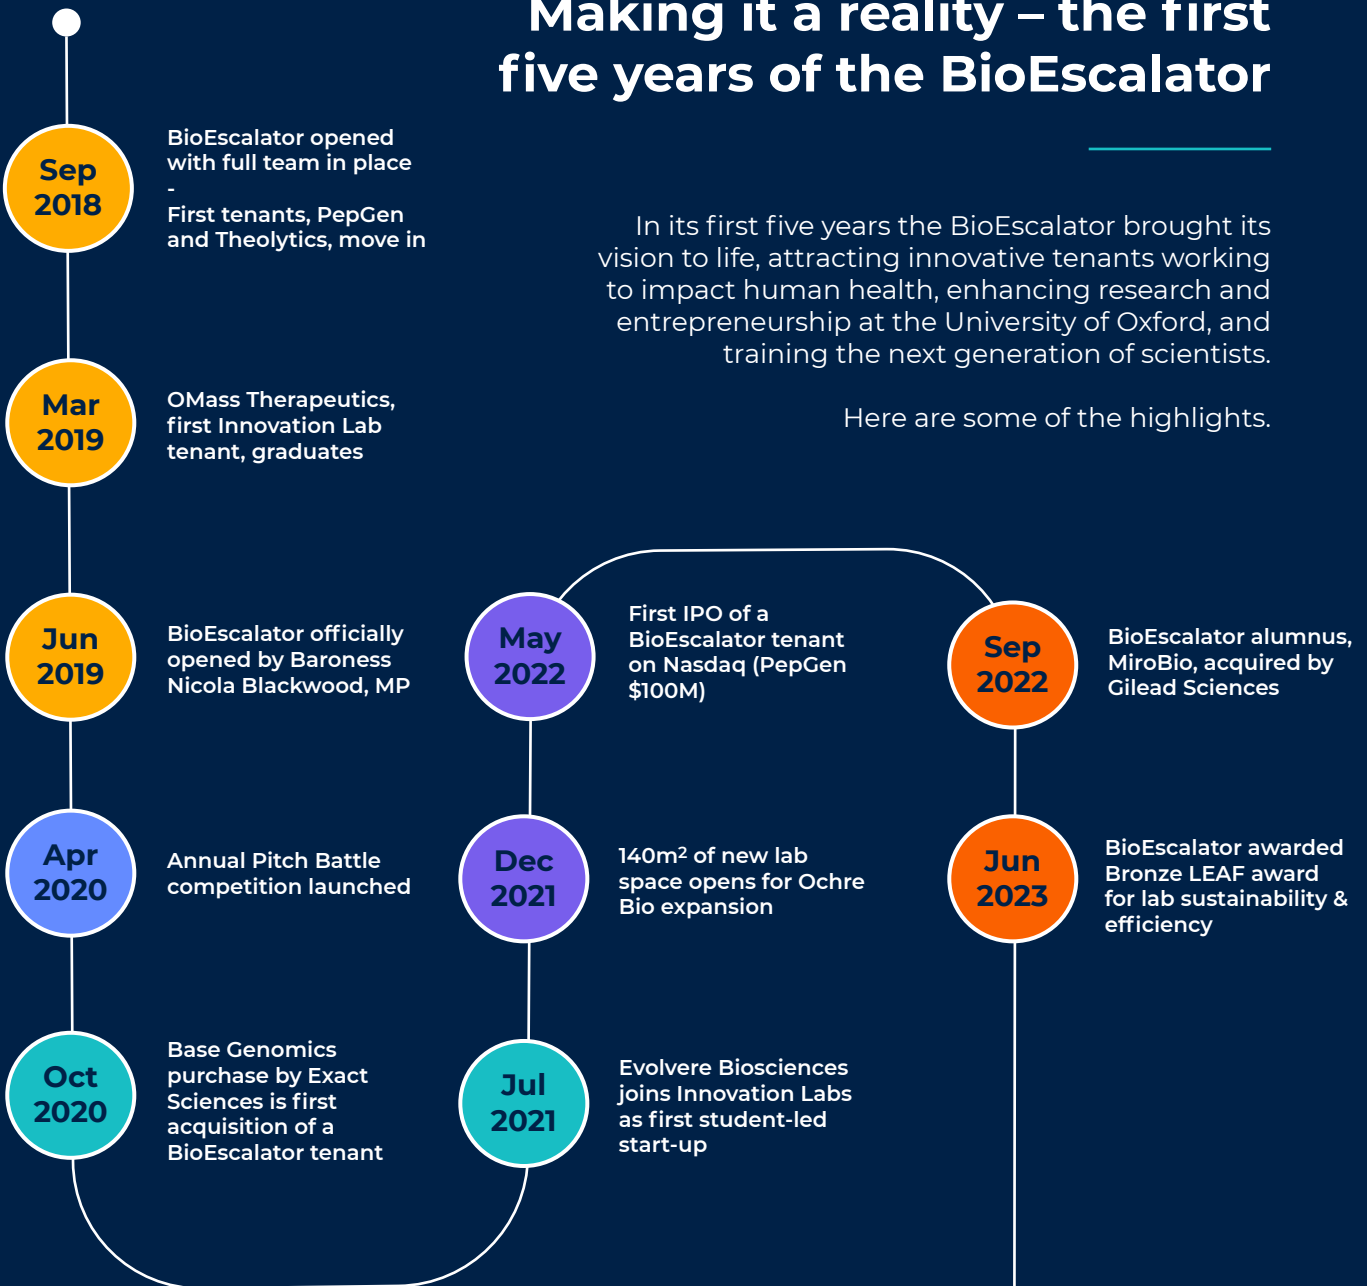 Making it a reality – the first
five years of the BioEscalator
In its first five years the BioEscalator brought its
vision to life, attracting innovative tenants working
to impact human health, enhancing research and
entrepreneurship at the University of Oxford, and
training the next generation of scientists.
Here are some of the highlights.
Sep
2018
BioEscalator opened
with full team in place
-
First tenants, PepGen
and Theolytics, move in
Mar
2019
OMass Therapeutics,
first Innovation Lab
tenant, graduates
Jun
2019
BioEscalator officially
opened by Baroness
Nicola Blackwood, MP
Apr
2020
Annual Pitch Battle
competition launched
Oct
2020
Base Genomics
purchase by Exact
Sciences is first
acquisition of a
BioEscalator tenant
Jul
2021
Evolvere Biosciences
joins Innovation Labs
as first student-led
start-up
Dec
2021
140m² of new lab
space opens for Ochre
Bio expansion
May
2022
First IPO of a
BioEscalator tenant
on Nasdaq (PepGen
$100M)
Sep
2022
BioEscalator alumnus,
MiroBio, acquired by
Gilead Sciences
Jun
2023
BioEscalator awarded
Bronze LEAF award
for lab sustainability &
efficiency